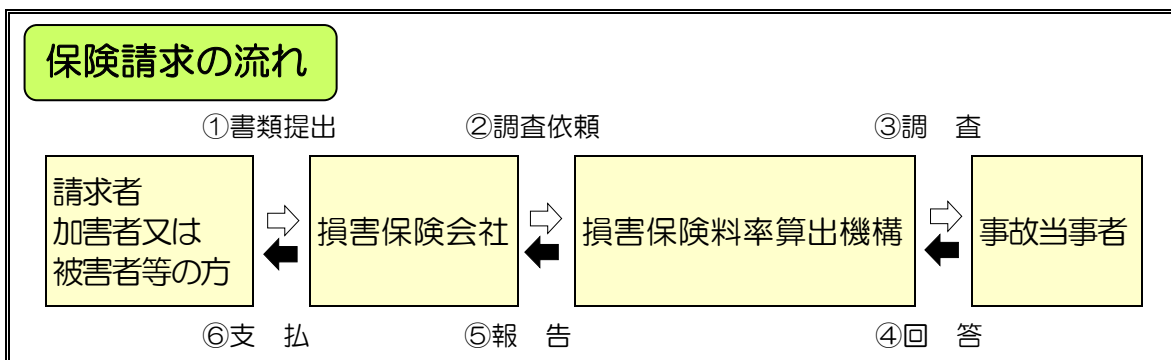 保険請求の流れ
①書類提出
②調査依頼
③調　査
請求者
加害者又は
被害者等の方
損害保険会社
損害保険料率算出機構
事故当事者
⑥支　払
⑤報　告
④回　答